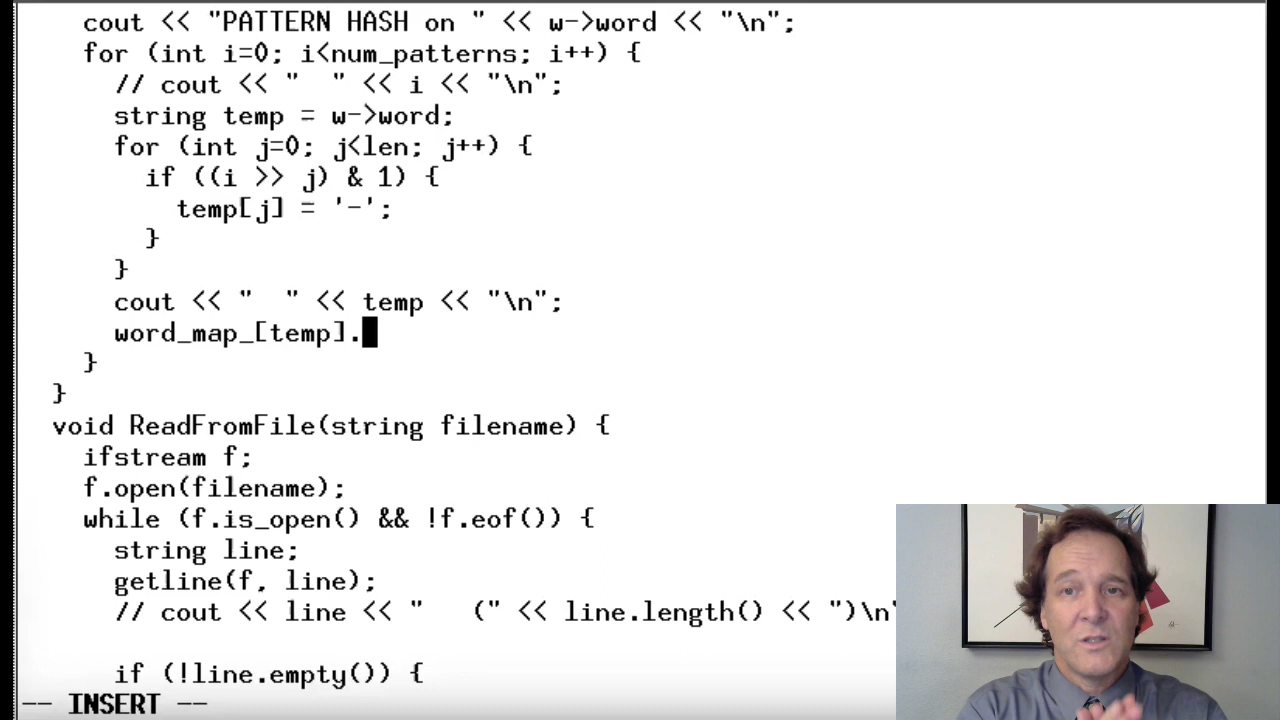 cout << "PATTERN HASH on " << w->word << "\n";
for (int i=0; i<num_patterns; i++) {
// cout << "  " << i << "\n";
string temp = w->word;
for (int j=0; j<len; j++) {
if ((i >> j) & 1) {
temp[j] = '-';
}
}
cout << "  " << temp << "\n";
word_map_[temp].
}
}
void ReadFromFile(string filename) {
ifstream f;
f.open(filename);
while (f.is_open() && !f.eof()) {
string line;
getline(f, line);
// cout << line << "   (" << line.length() << ")\n"
if (!line.empty()) {
-- INSERT --